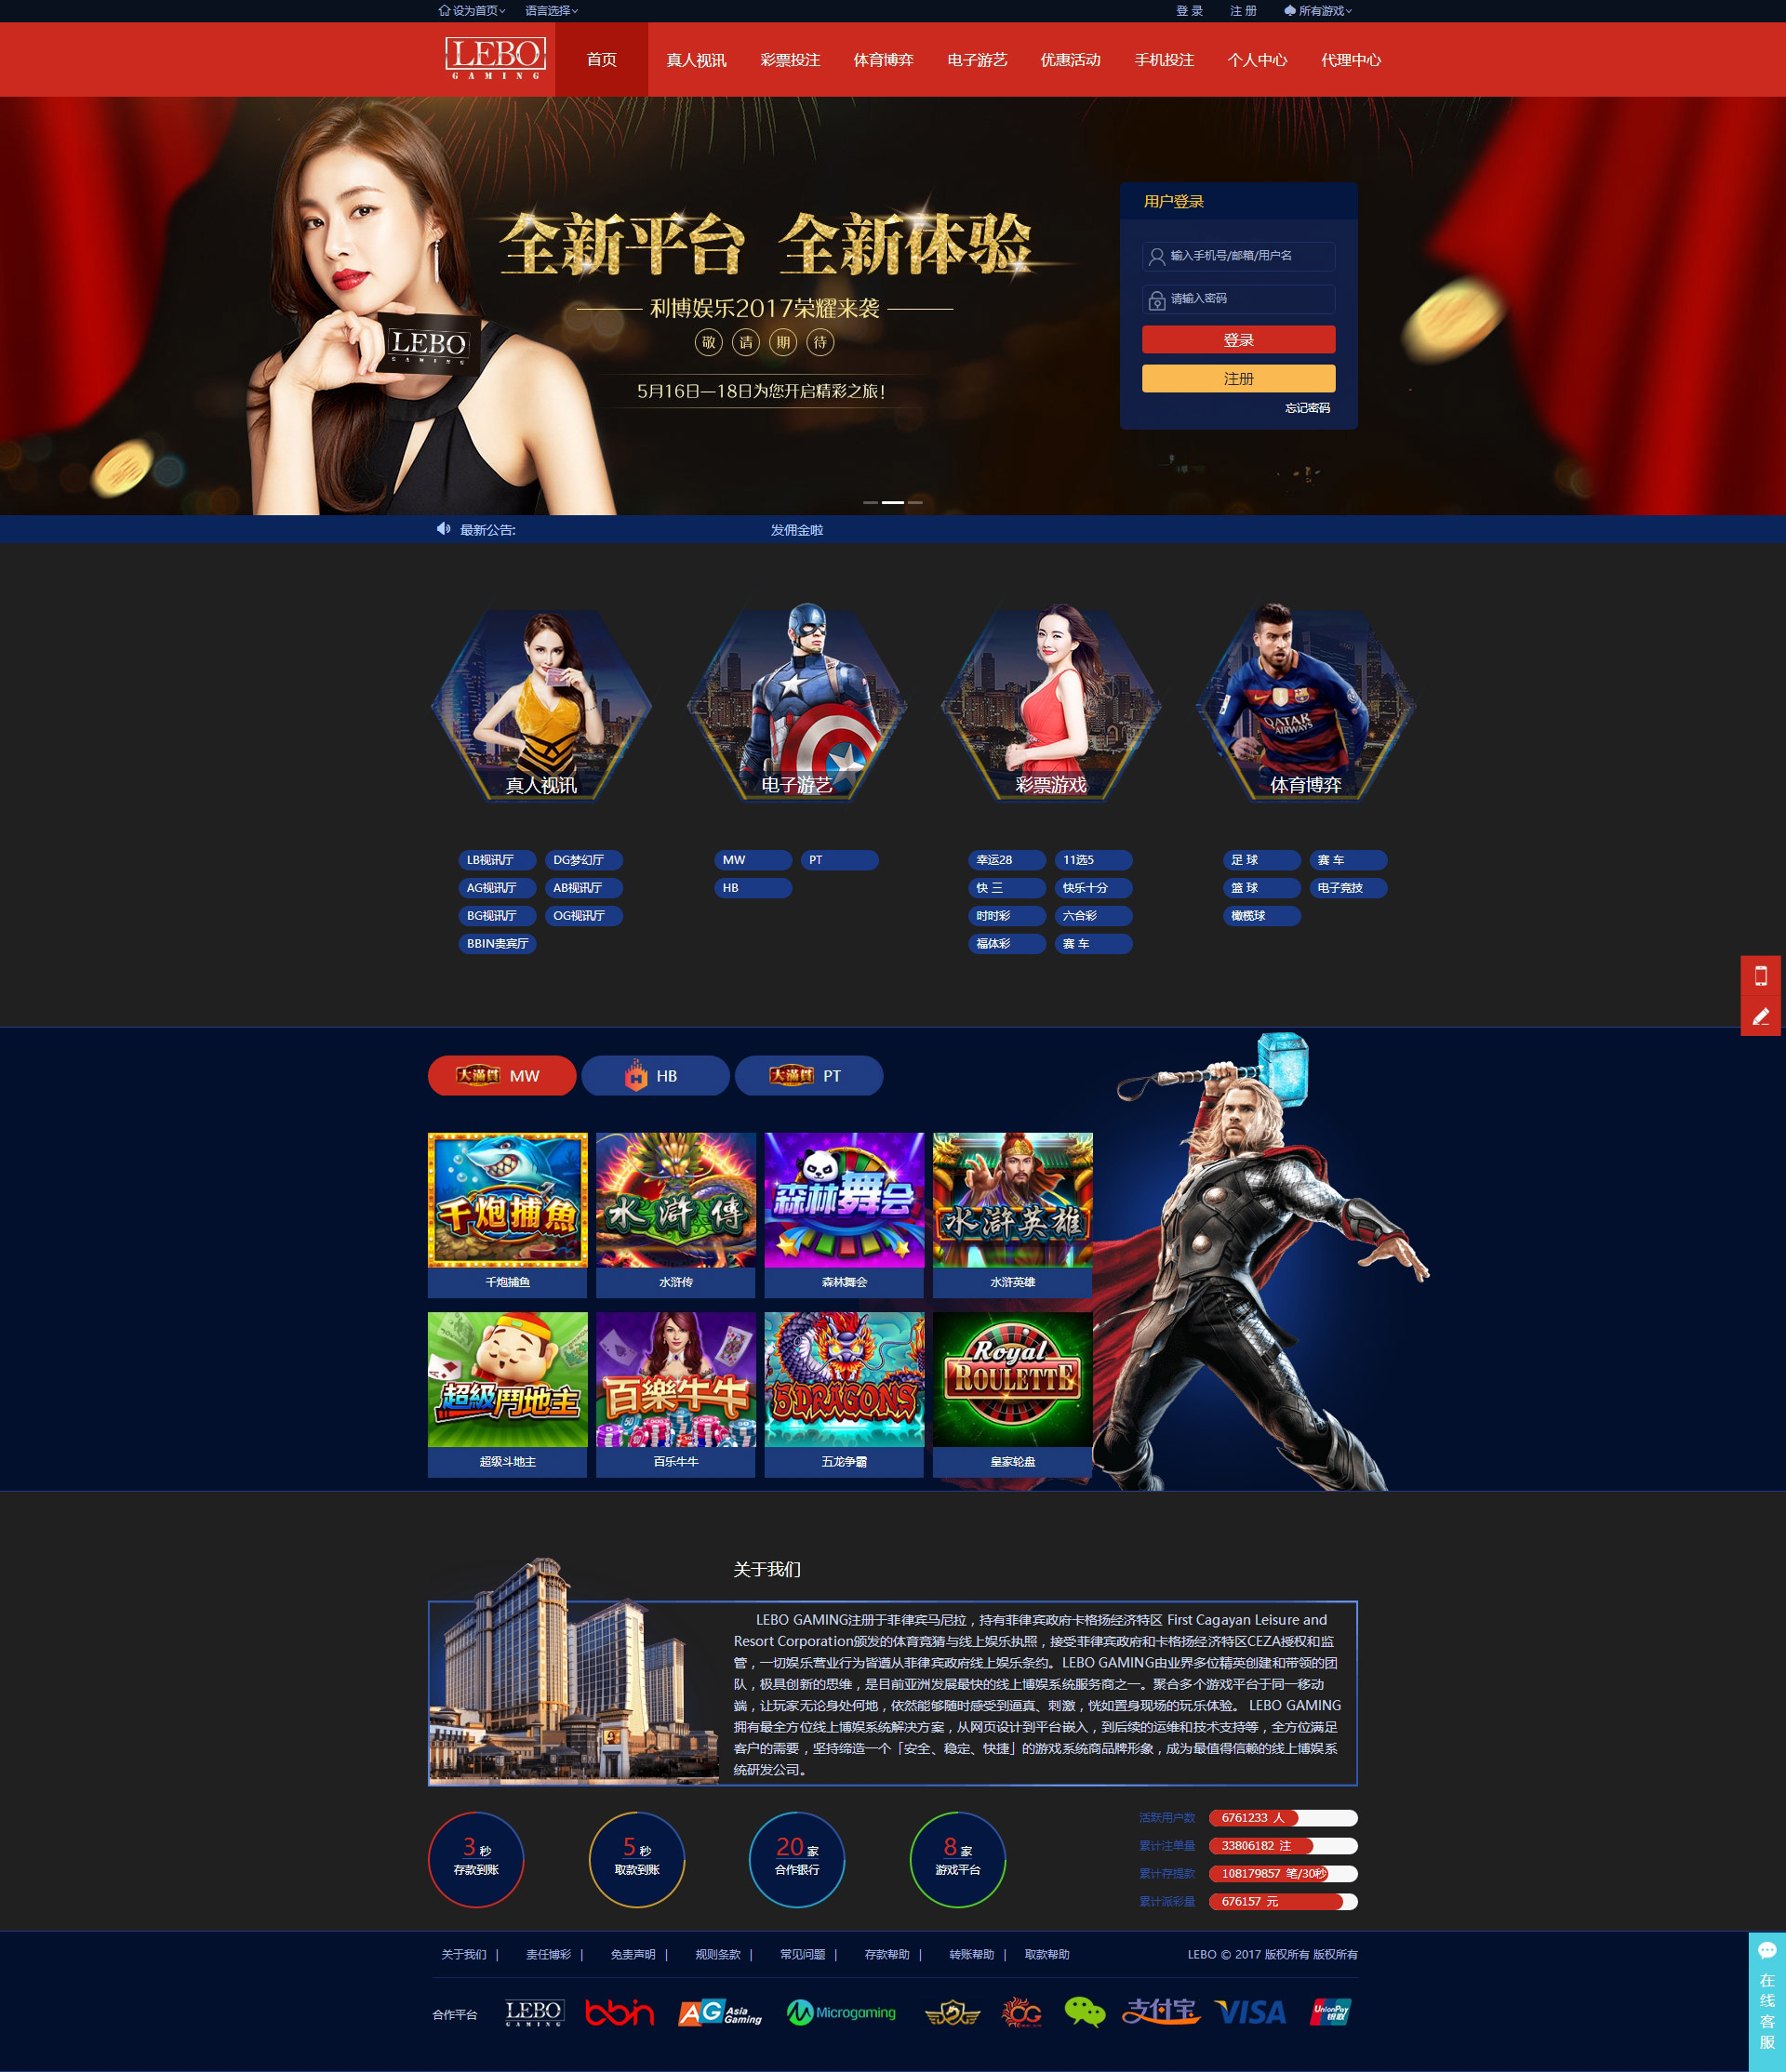 设为首页 语言选择 登 录 注 册 所有游戏
LEBO
GAMING
首页 真人视讯 彩票投注 体育博弈 电子游艺 优惠活动 手机投注 个人中心 代理中心
全新平台 全新体验
利博娱乐2017荣耀来袭
敬 请 期 待
5月16日—18日为您开启精彩之旅!
LEBO
GAMING
用户登录
输入手机号/邮箱/用户名
请输入密码
登录
注册
忘记密码
最新公告: 发佣金啦
QATAR
AIRWAYS
真人视讯 电子游艺 彩票游戏 体育博弈
LB视讯厅 DG梦幻厅 MW PT 幸运28 11选5 足 球 赛 车
AG视讯厅 AB视讯厅 HB 快 三 快乐十分 篮 球 电子竞技
BG视讯厅 OG视讯厅 时时彩 六合彩 橄榄球
BBIN贵宾厅 福体彩 赛 车
大滿貫 MW HB 大滿貫 PT
千炮捕魚 水滸傳 森林舞会 水滸英雄
千炮捕鱼 水浒传 森林舞会 水浒英雄
超級鬥地主 百樂牛牛 5 DRAGONS Royal ROULETTE
超级斗地主 百乐牛牛 五龙争霸 皇家轮盘
关于我们
LEBO GAMING注册于菲律宾马尼拉，持有菲律宾政府卡格扬经济特区 First Cagayan Leisure and
Resort Corporation颁发的体育竞猜与线上娱乐执照，接受菲律宾政府和卡格扬经济特区CEZA授权和监
管，一切娱乐营业行为皆遵从菲律宾政府线上娱乐条约。LEBO GAMING由业界多位精英创建和带领的团
队，极具创新的思维，是目前亚洲发展最快的线上博娱系统服务商之一。聚合多个游戏平台于同一移动
端，让玩家无论身处何地，依然能够随时感受到逼真、刺激，恍如置身现场的玩乐体验。 LEBO GAMING
拥有最全方位线上博娱系统解决方案，从网页设计到平台嵌入，到后续的运维和技术支持等，全方位满足
客户的需要，坚持缔造一个「安全、稳定、快捷」的游戏系统商品牌形象，成为最值得信赖的线上博娱系
统研发公司。
3 秒 5 秒 20 家 8 家
存款到账 取款到账 合作银行 游戏平台
活跃用户数 6761233 人
累计注单量 33806182 注
累计存提款 108179857 笔/30秒
累计派彩量 676157 元
关于我们 | 责任博彩 | 免责声明 | 规则条款 | 常见问题 | 存款帮助 | 转账帮助 | 取款帮助 LEBO © 2017 版权所有 版权所有
合作平台 LEBO GAMING bbin AG Asia Gaming Microgaming OG 支付宝 VISA UnionPay 银联
在线客服